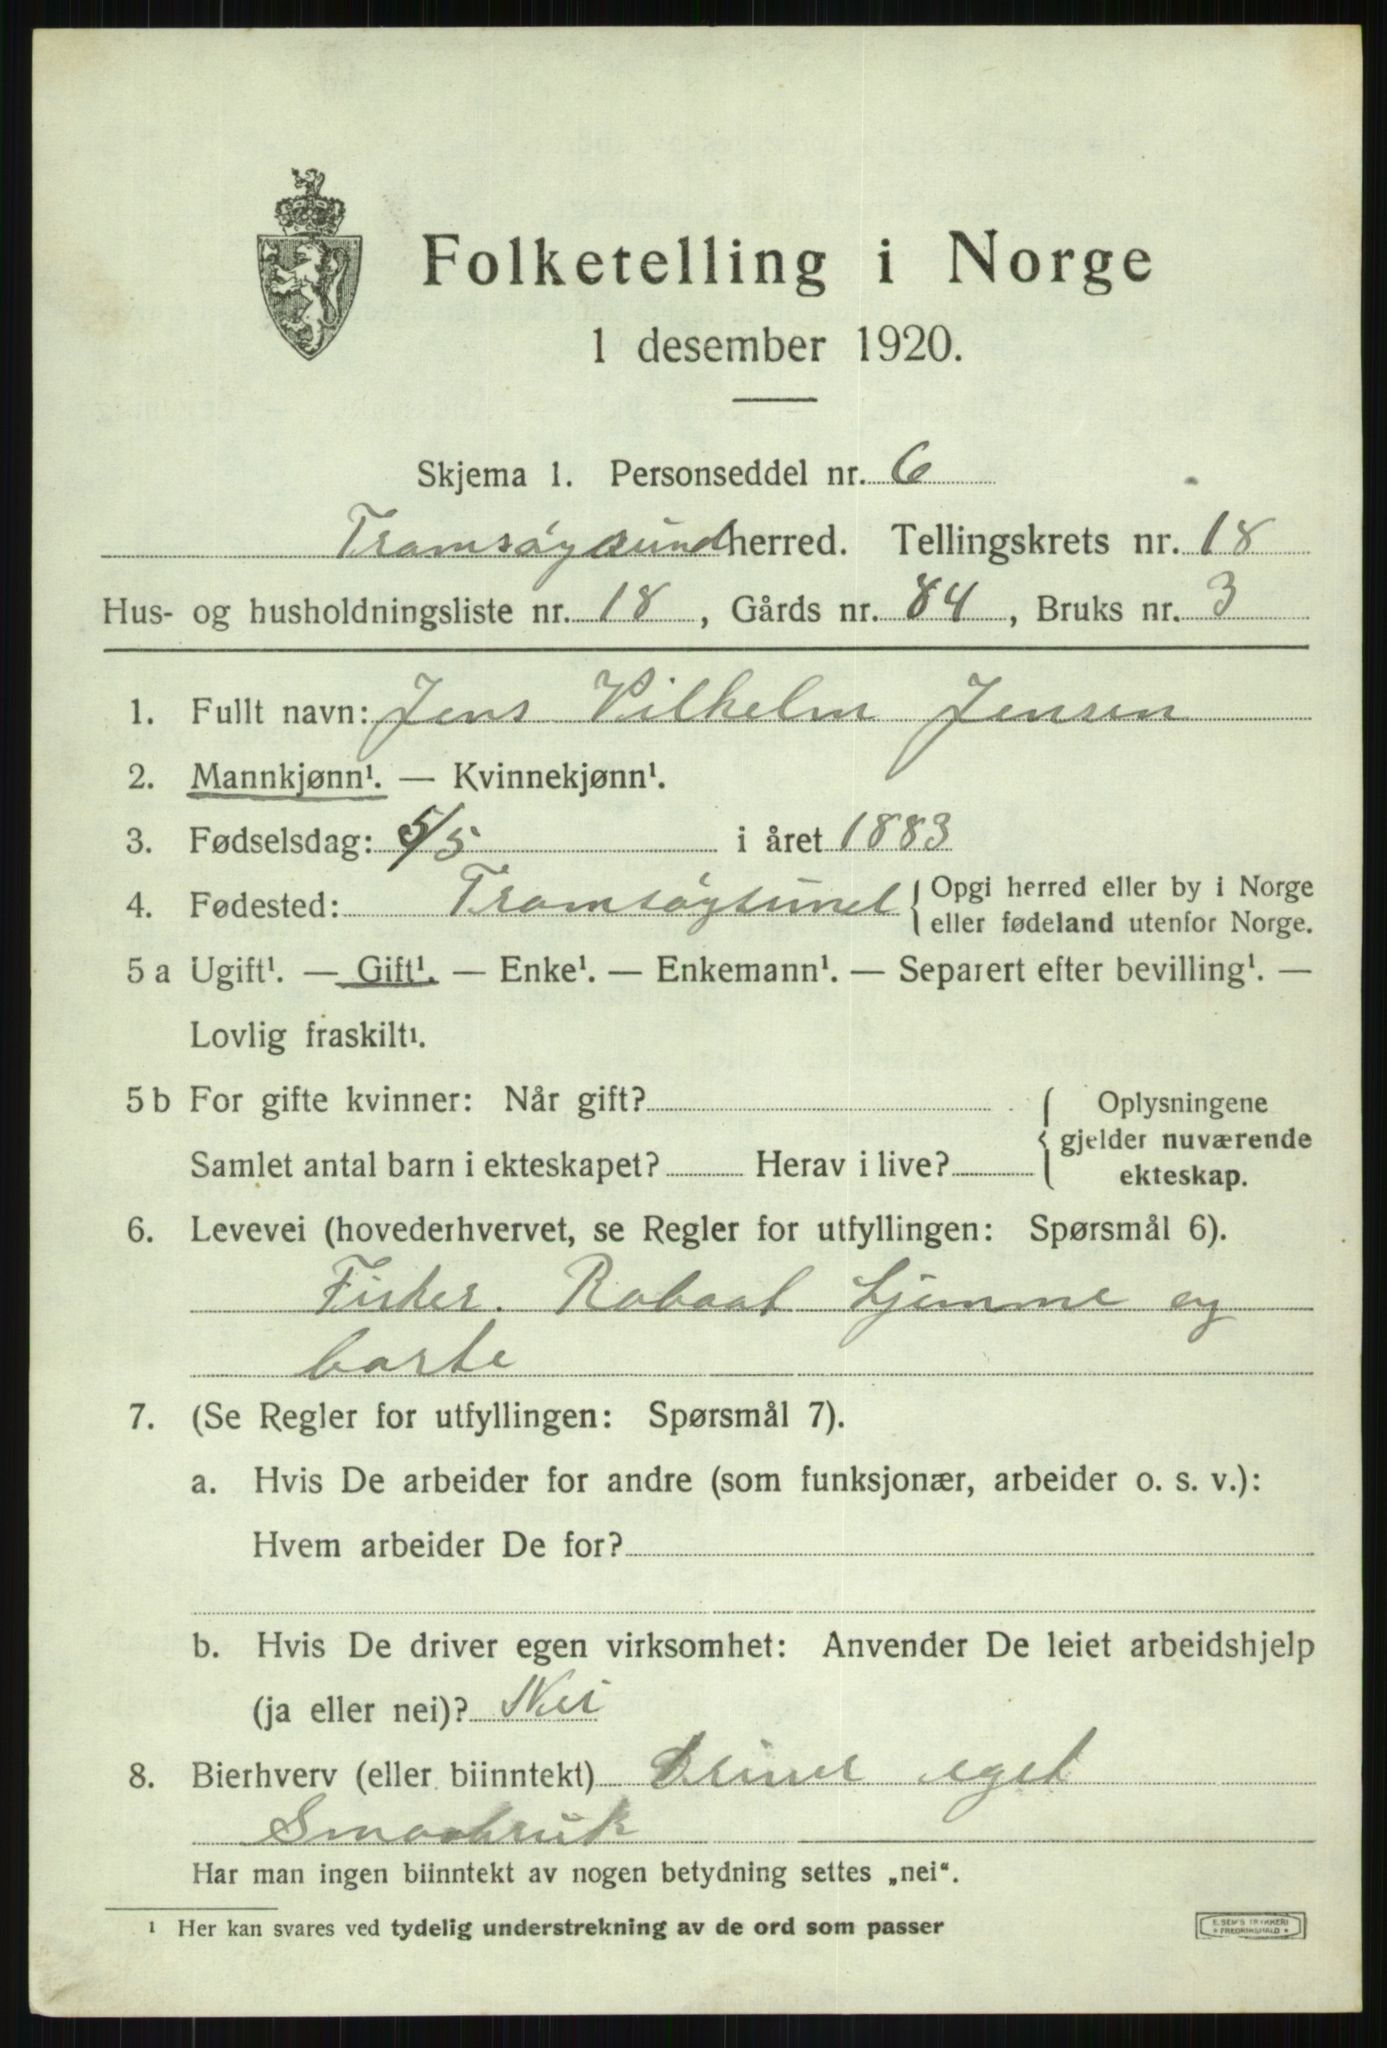 Folketelling i Norge
1 desember 1920.
Skjema 1. Personseddel nr. 6
Tromsøysund herred. Tellingskrets nr. 18
Hus- og husholdningsliste nr. 18, Gårds nr. 84, Bruks nr. 3
1. Fullt navn: Jens Vilhelm Jensen
2. Mannkjønn¹. — Kvinnekjønn¹.
3. Fødselsdag: 5/5 i året 1883
4. Fødested: Tromsøysund { Opgi herred eller by i Norge
eller fødeland utenfor Norge.
5 a Ugift¹. — Gift¹. — Enke¹. — Enkemann¹. — Separert efter bevilling¹. —
Lovlig fraskilt¹.
5 b For gifte kvinner: Når gift? { Oplysningene
gjelder nuværende
Samlet antal barn i ekteskapet? Herav i live? ekteskap.
6. Levevei (hovederhvervet, se Regler for utfyllingen: Spørsmål 6).
Fisker. Robaat hjemme og
borte
7. (Se Regler for utfyllingen: Spørsmål 7).
a. Hvis De arbeider for andre (som funksjonær, arbeider o. s. v.):
Hvem arbeider De for?
b. Hvis De driver egen virksomhet: Anvender De leiet arbeidshjelp
(ja eller nei)? Nei
8. Bierhverv (eller biinntekt) Driver eget
Smaabruk
Har man ingen biinntekt av nogen betydning settes „nei“.
¹ Her kan svares ved tydelig understrekning av de ord som passer
E. SEMS TRYKKERI
* FREDRIKSHALD *